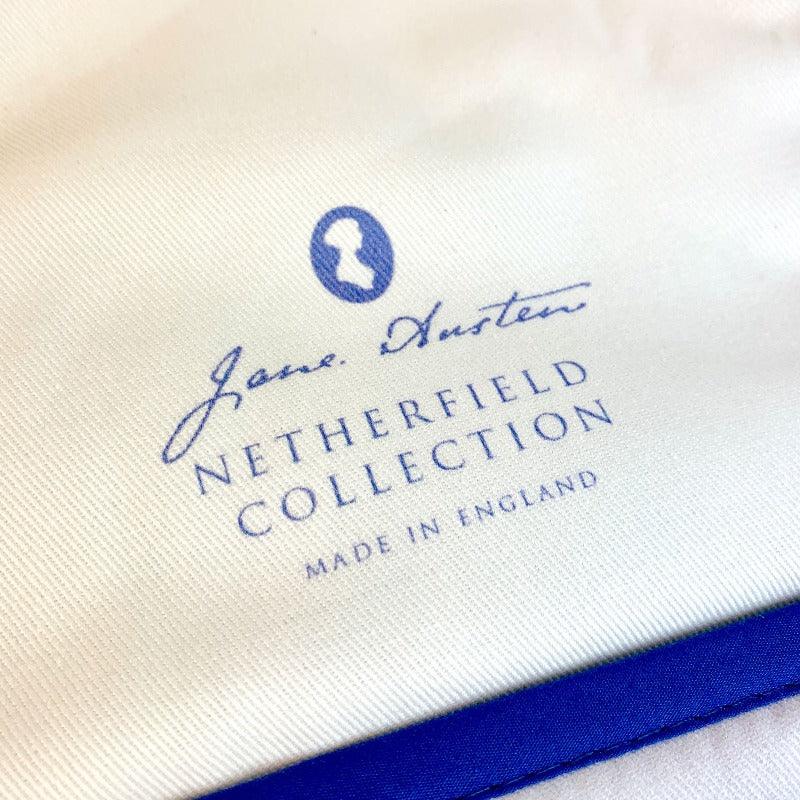 Jane. Austen
NETHERFIELD
COLLECTION
MADE IN ENGLAND